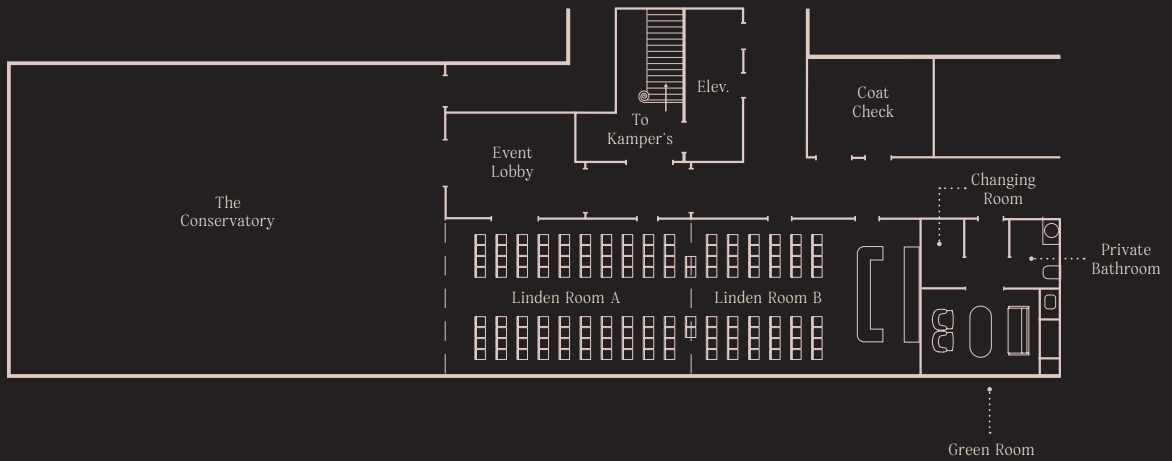 Elev.
Coat
Check
To
Kamper's
Event
Lobby
Changing
Room
The
Conservatory
Private
Bathroom
Linden Room A
Linden Room B
Green Room